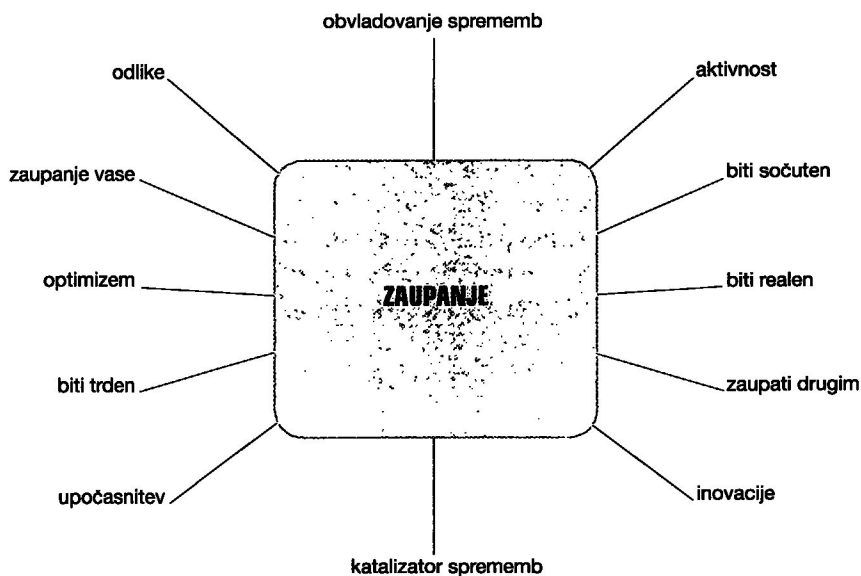 obvladovanje sprememb
odlike
aktivnost
zaupanje vase
biti sočuten
optimizem
biti realen
ZAUPANJE
biti trden
zaupati drugim
upočasnitev
inovacije
katalizator sprememb